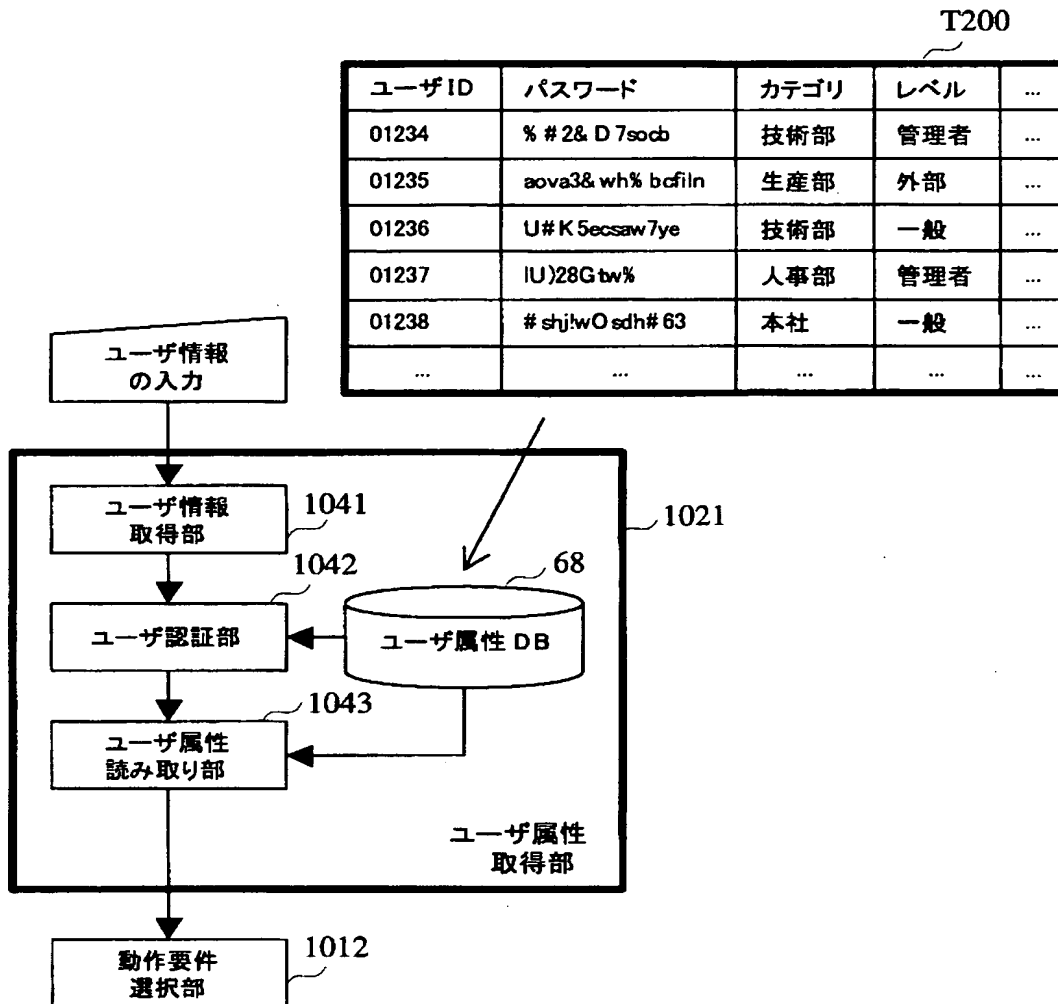 T200
ユーザID パスワード カテゴリ レベル ...
01234 %#2&D7socb 技術部 管理者 ...
01235 aova3&wh%bcfiln 生産部 外部 ...
01236 U#K5ecsaw7ye 技術部 一般 ...
01237 人事部 管理者 ...
01238 #shj!wOsdh#63 本社 一般 ...
... ... ... ... ...
ユーザ情報
の入力
ユーザ情報
取得部
1041
1021
1042
ユーザ認証部
68
ユーザ属性DB
1043
ユーザ属性
読み取り部
ユーザ属性
取得部
動作要件
選択部
1012